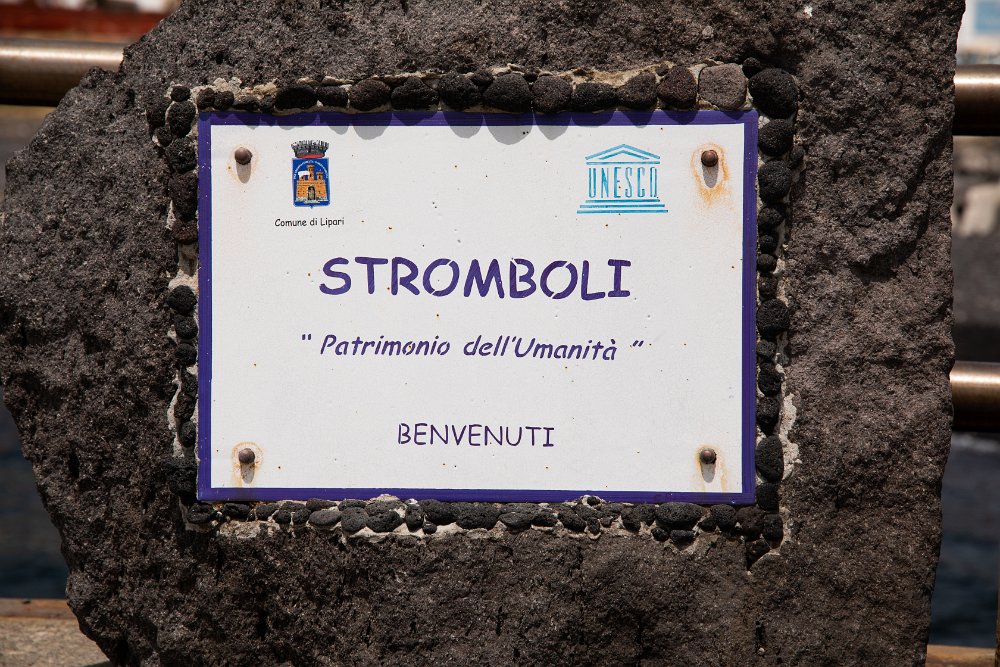 UNESCO
Comune di Lipari
STROMBOLI
" Patrimonio dell'Umanità "
BENVENUTI